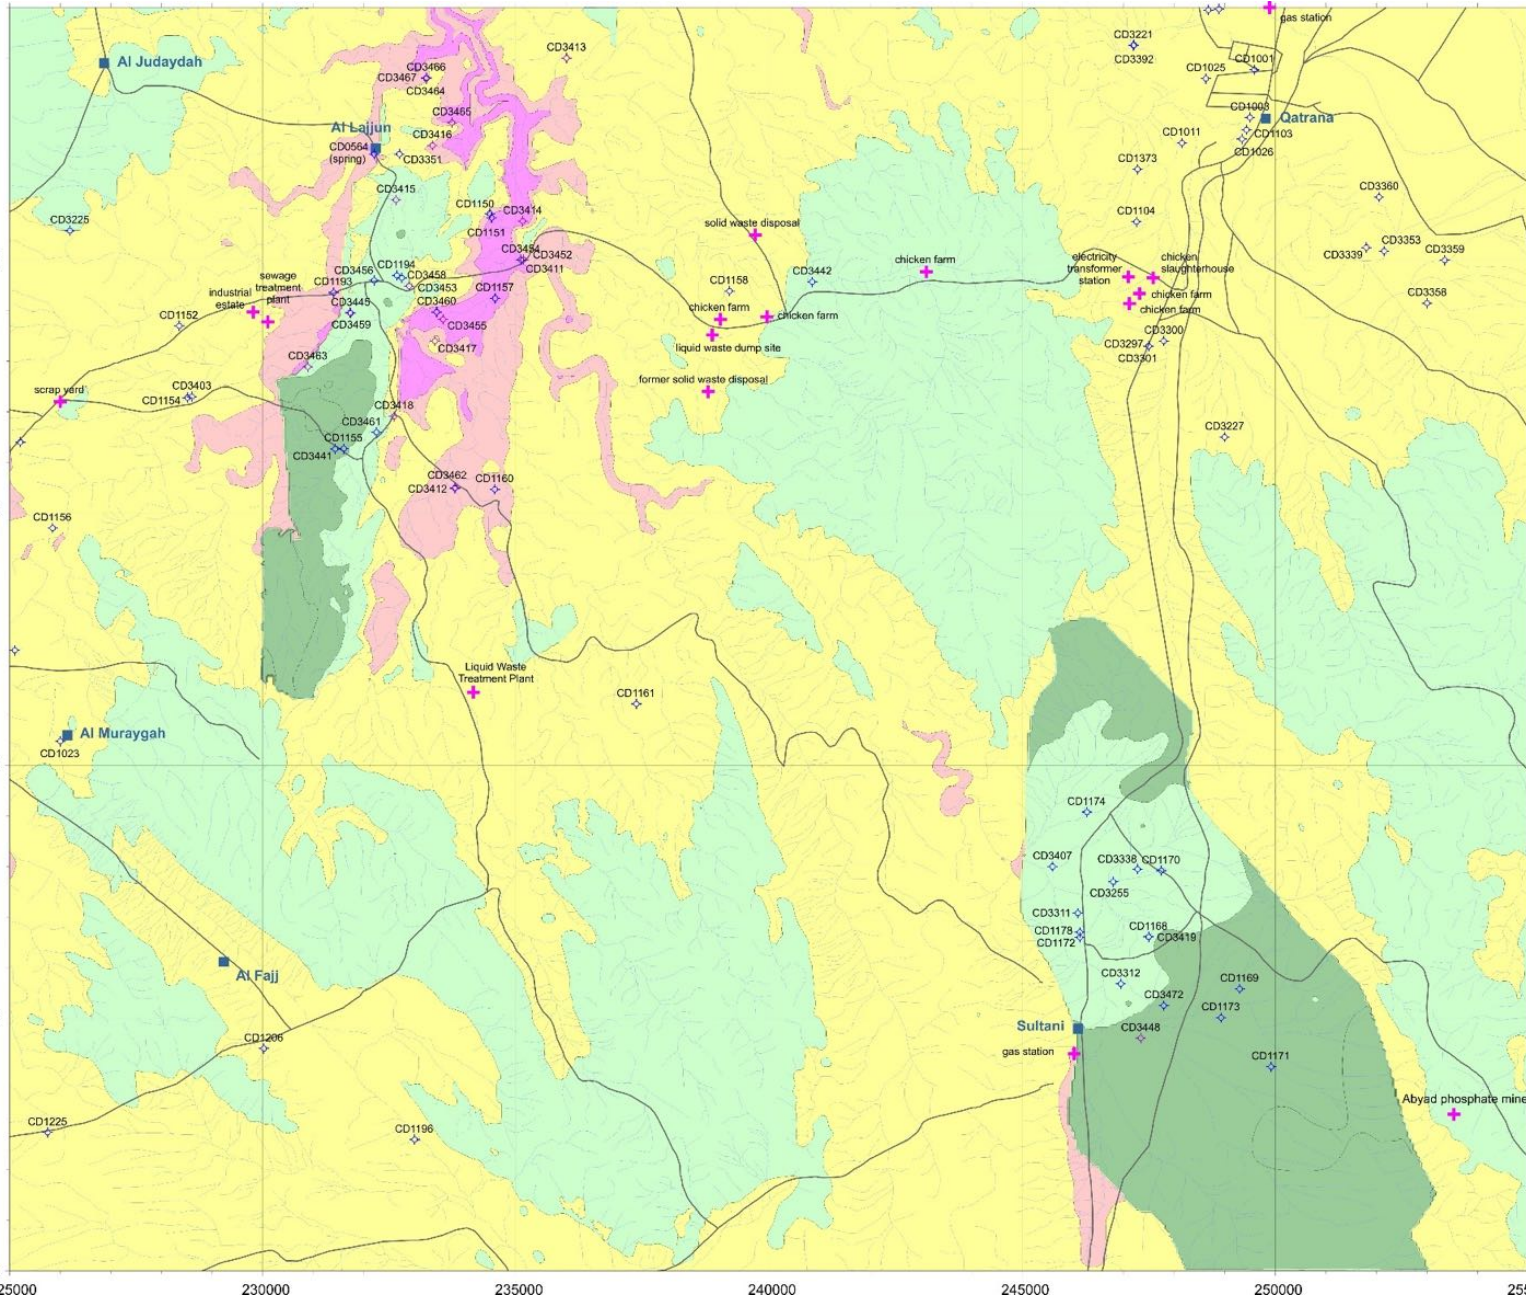 gas station
CD3221
CD3413
CD3392
Al Judaydah
CD3466
CD1001
CD3467
CD1025
CD3464
CD3465
CD1003
Qatrana
Al Lajjun
CD3416
CD1103
CD1011
CD0564
(spring)
CD3351
CD1026
CD1373
CD3415
CD3360
CD1150
CD3414
CD3225
CD1104
solid waste disposal
CD1151
CD3353
CD3359
CD3339
CD3454
CD3452
CD3411
chicken farm
electricity
transformer
station
chicken
slaughterhouse
CD1194
CD3456
CD3458
CD3442
sewage
treatment
plant
CD1193
CD3453
CD1158
industrial
estate
CD3445
CD3460
CD1157
chicken farm
CD3358
chicken farm
chicken farm
chicken farm
CD1152
CD3459
CD3455
CD3300
CD3417
liquid waste dump site
CD3297
CD3301
CD3463
former solid waste disposal
scrap yard
CD3403
CD1154
CD3418
CD3461
CD3227
CD1155
CD3441
CD3462
CD1160
CD3412
CD1156
Liquid Waste
Treatment Plant
CD1161
Al Muraygah
CD1023
CD1174
CD3407
CD3338
CD1170
CD3255
CD3311
CD1178
CD1168
CD1172
CD3419
Al Fajj
CD3312
CD1169
CD3472
CD1173
Sultani
CD3448
CD1206
gas station
CD1171
Abyad phosphate mine
CD1225
CD1196
25000
230000
235000
240000
245000
250000